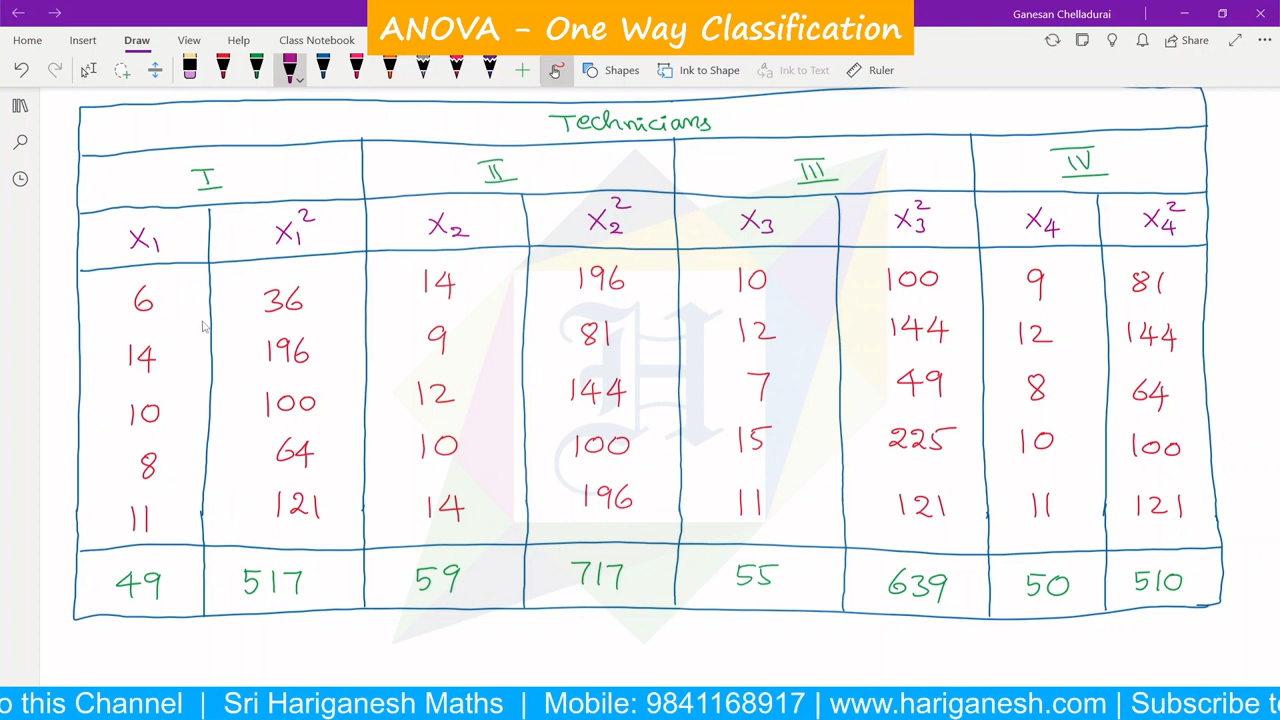 Ganesan Chelladurai
ANOVA - One Way Classification
Home Insert Draw View Help Class Notebook Share
Shapes Ink to Shape Ink to Text Ruler
Technicians
I II III IV
X₁ X₁² X₂ X₂² X₃ X₃² X₄ X₄²
6 36 14 196 10 100 9 81
14 196 9 81 12 144 12 144
10 100 12 144 7 49 8 64
8 64 10 100 15 225 10 100
11 121 14 196 11 121 11 121
49 517 59 717 55 639 50 510
H
o this Channel | Sri Hariganesh Maths | Mobile: 9841168917 | www.hariganesh.com | Subscribe t